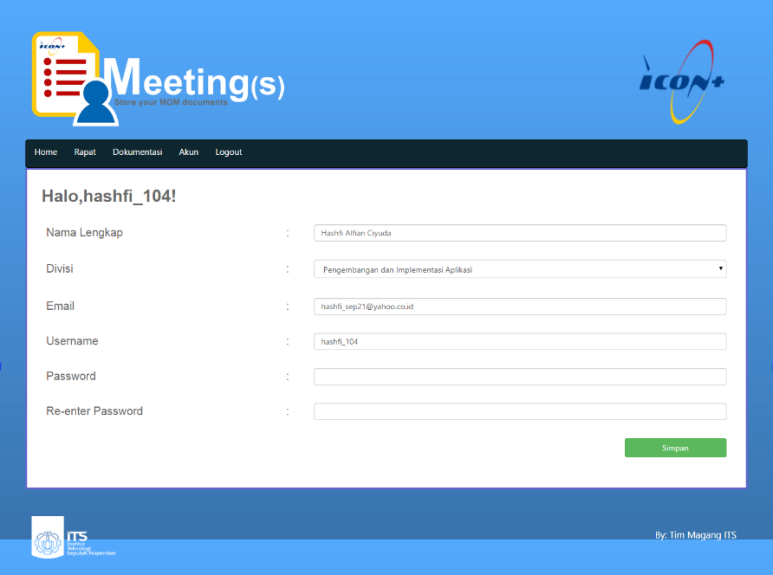 icon+
Meeting(s)
Store your MOM documents
icon+
Home Rapat Dokumentasi Akun Logout
Halo,hashfi_104!
Nama Lengkap : Hashfi Alfian Ciyuda
Divisi : Pengembangan dan Implementasi Aplikasi
Email : hashfi_sep21@yahoo.co.id
Username : hashfi_104
Password :
Re-enter Password :
Simpan
ITS
Institut
Teknologi
Sepuluh Nopember
By: Tim Magang ITS